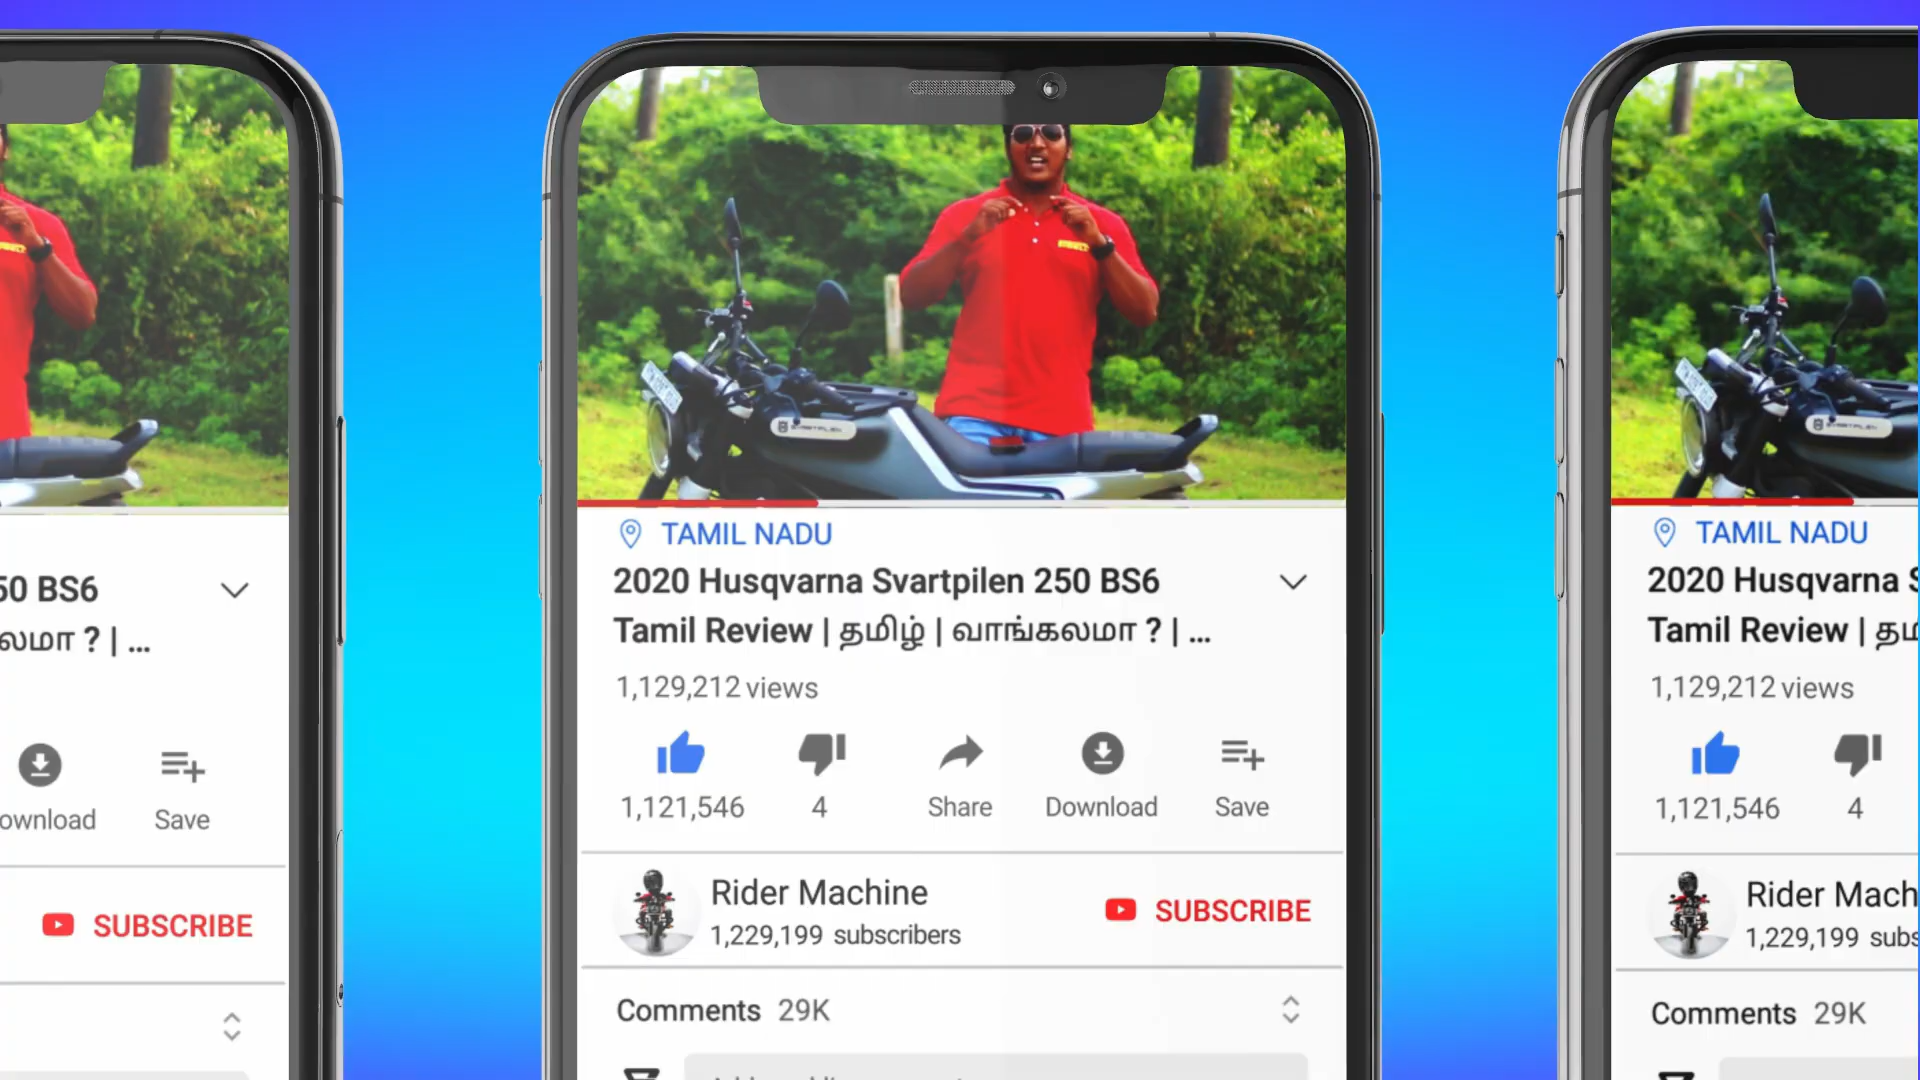 TAMIL NADU
2020 Husqvarna Svartpilen 250 BS6
Tamil Review | தமிழ் | வாங்கலமா ? | ...
1,129,212 views
1,121,546
4
Share
Download
Save
Rider Machine
1,229,199 subscribers
SUBSCRIBE
Comments 29K
50 BS6
லமா ? | ...
ownload
Save
SUBSCRIBE
TAMIL NADU
2020 Husqvarna S
Tamil Review | தமி
1,129,212 views
1,121,546
4
Rider Mach
1,229,199 subs
Comments 29K